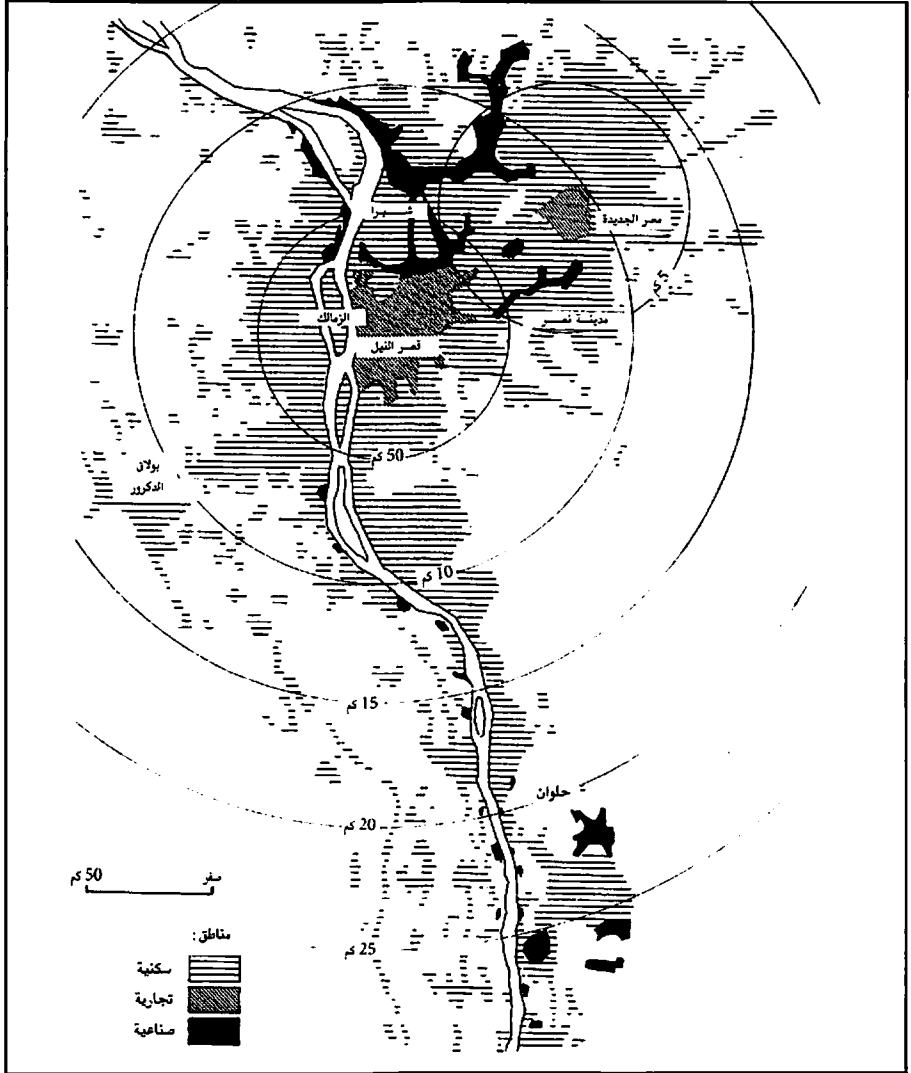 شبرا
مصر الجديدة
5 كم
الزمالك
مدينة نصر
قصر النيل
50 كم
بولاق
الدكرور
10 كم
15 كم
حلوان
20 كم
صفر 50 كم
25 كم
مناطق:
سكنية
تجارية
صناعية